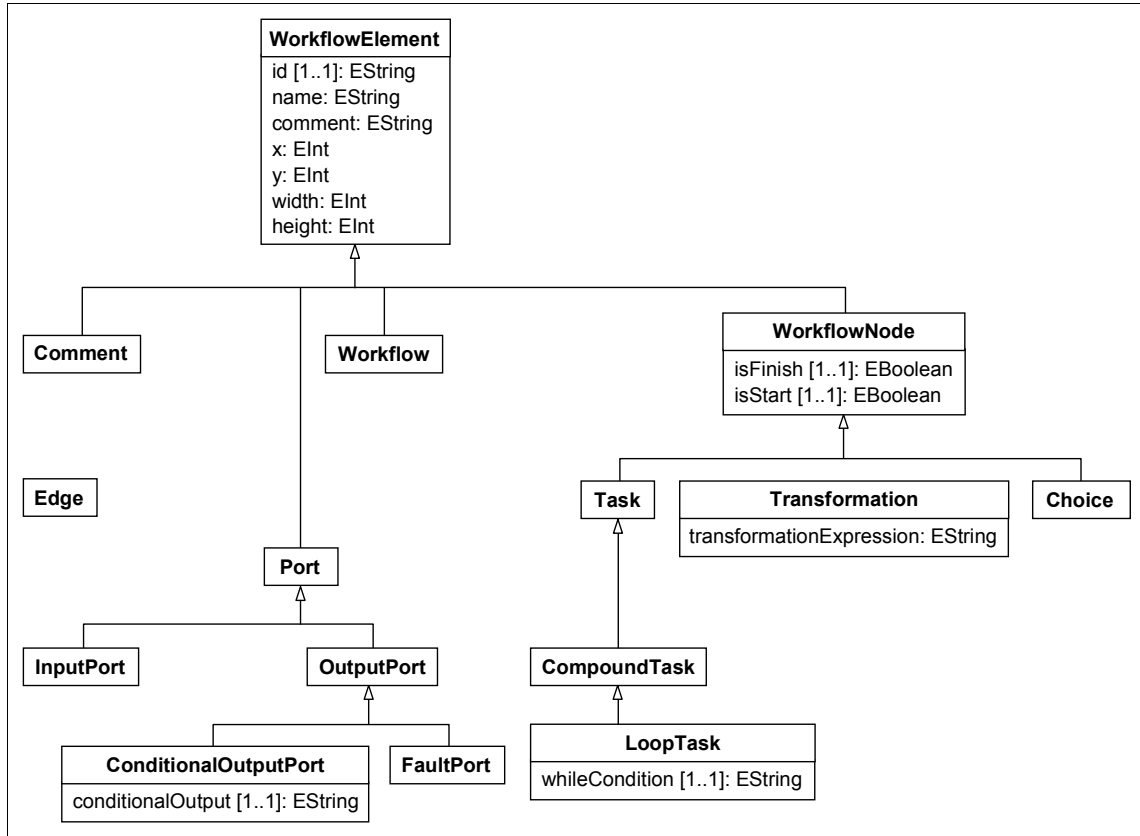 WorkflowElement
id [1..1]: EString
name: EString
comment: EString
x: EInt
y: EInt
width: EInt
height: EInt
Comment
Workflow
WorkflowNode
isFinish [1..1]: EBoolean
isStart [1..1]: EBoolean
Edge
Task
Transformation
transformationExpression: EString
Choice
Port
InputPort
OutputPort
CompoundTask
ConditionalOutputPort
conditionalOutput [1..1]: EString
FaultPort
LoopTask
whileCondition [1..1]: EString